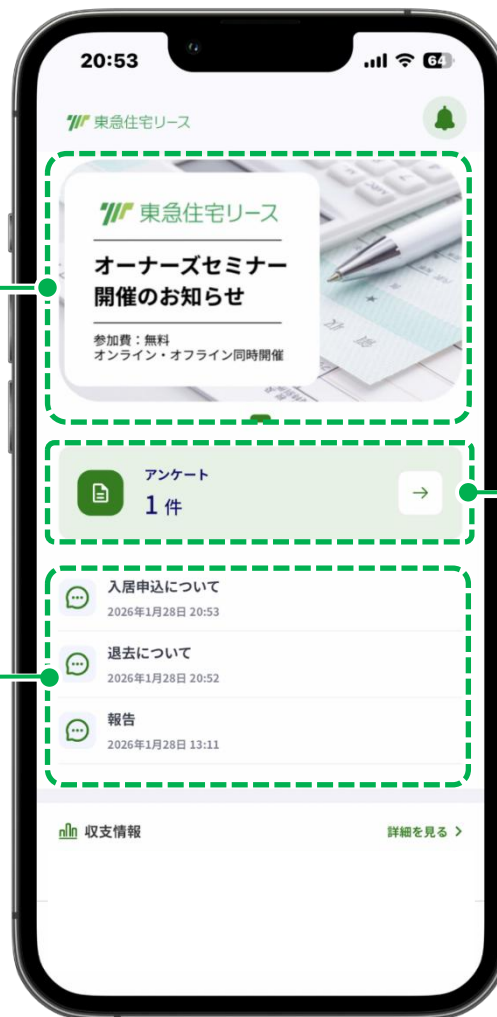 20:53
64
東急住宅リース
東急住宅リース
オーナーズセミナー
開催のお知らせ
参加費：無料
オンライン・オフライン同時開催
アンケート
1 件
入居申込について
2026年1月28日 20:53
退去について
2026年1月28日 20:52
報告
2026年1月28日 13:11
収支情報
詳細を見る